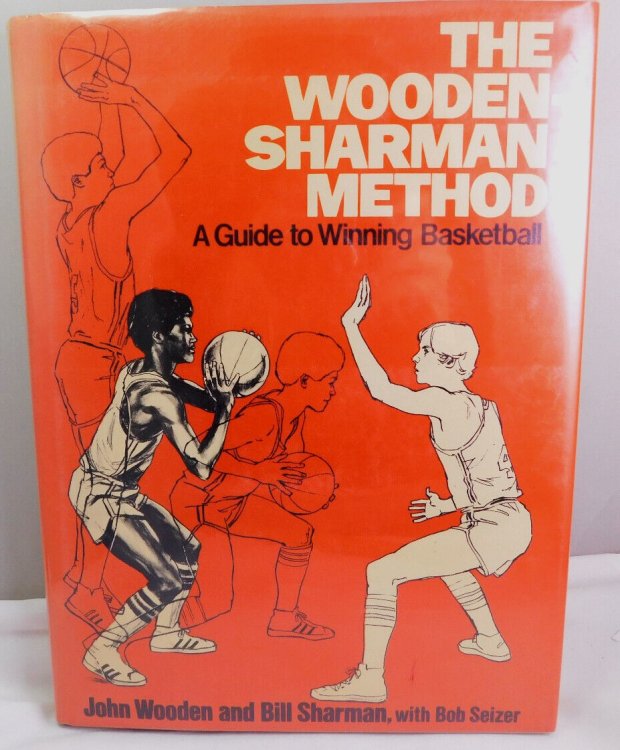 THE
WOODEN
SHARMAN
METHOD
A Guide to Winning Basketball
John Wooden and Bill Sharman, with Bob Seizer